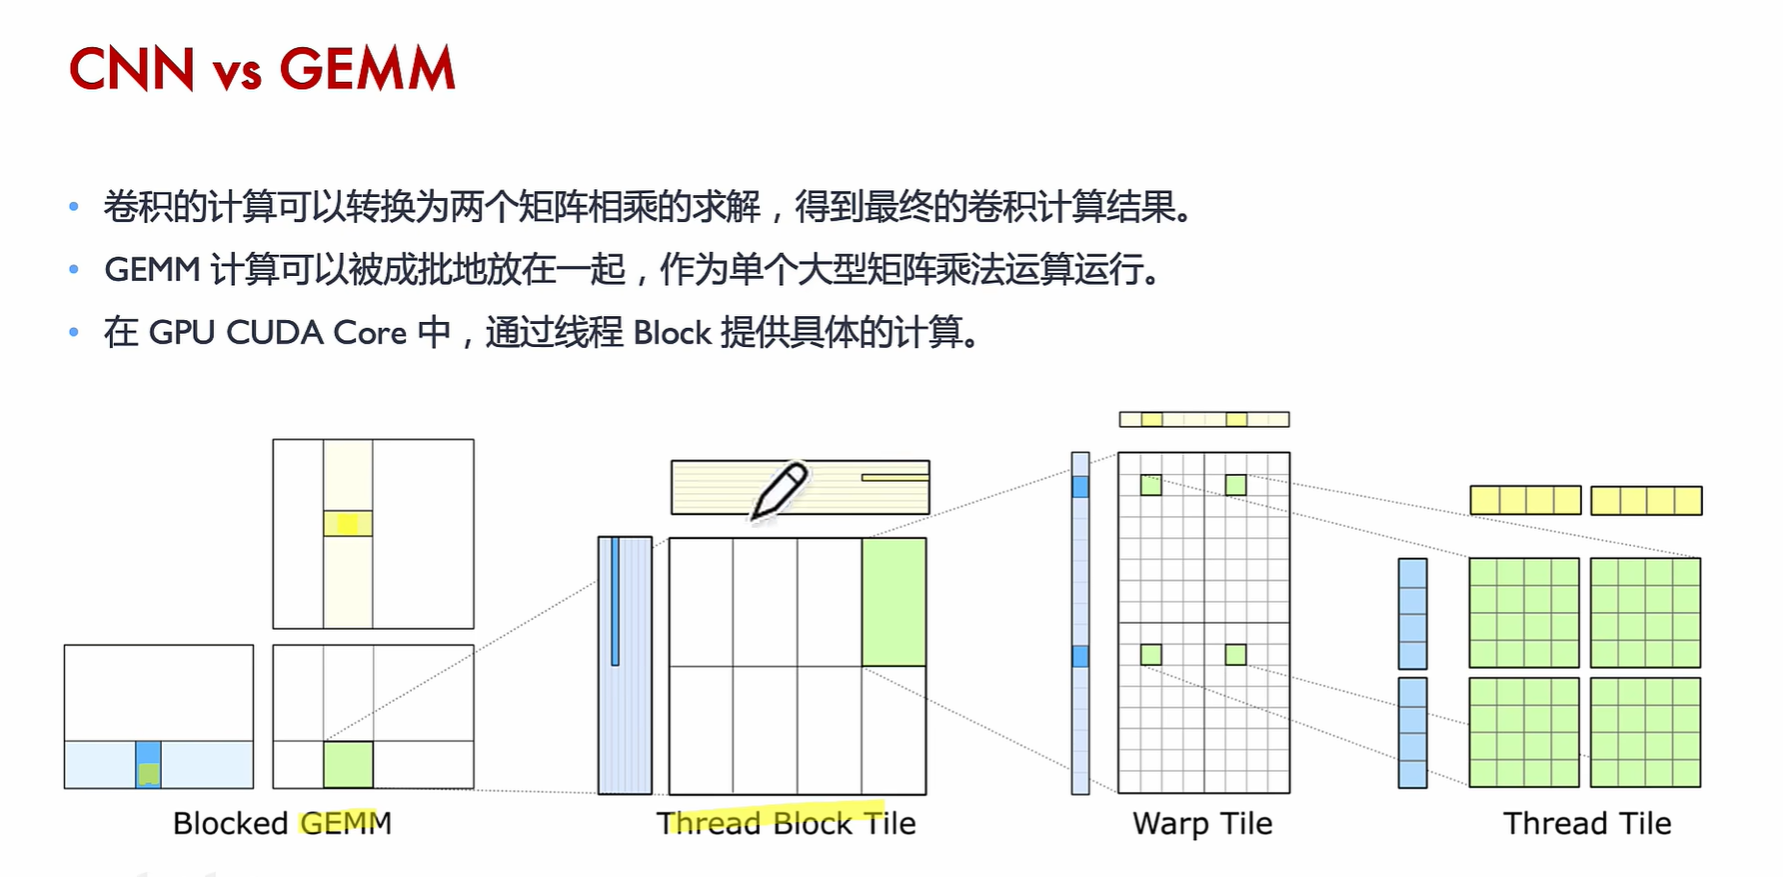 CNN vs GEMM
• 卷积的计算可以转换为两个矩阵相乘的求解，得到最终的卷积计算结果。
• GEMM 计算可以被成批地放在一起，作为单个大型矩阵乘法运算运行。
• 在 GPU CUDA Core 中，通过线程 Block 提供具体的计算。
Blocked GEMM
Thread Block Tile
Warp Tile
Thread Tile